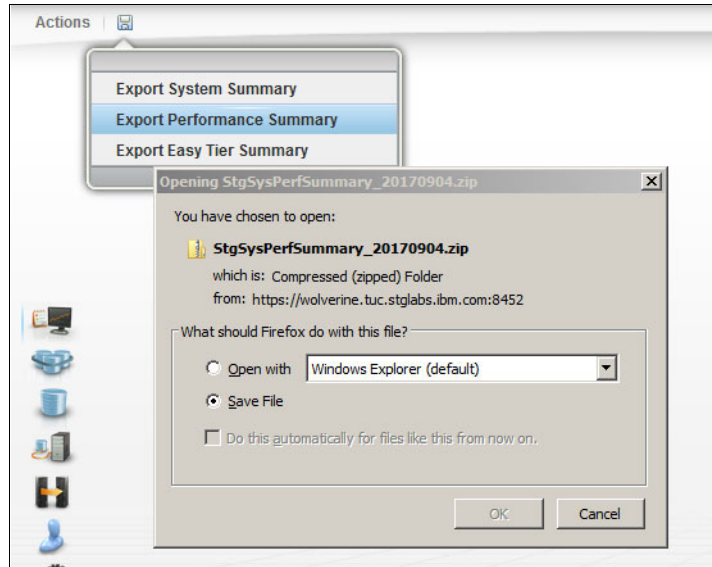 Actions
Export System Summary
Export Performance Summary
Export Easy Tier Summary
Opening StgSysPerfSummary_20170904.zip
You have chosen to open:
StgSysPerfSummary_20170904.zip
which is: Compressed (zipped) Folder
from: https://wolverine.tuc.stglabs.ibm.com:8452
What should Firefox do with this file?
Open with Windows Explorer (default)
Save File
Do this automatically for files like this from now on.
OK Cancel